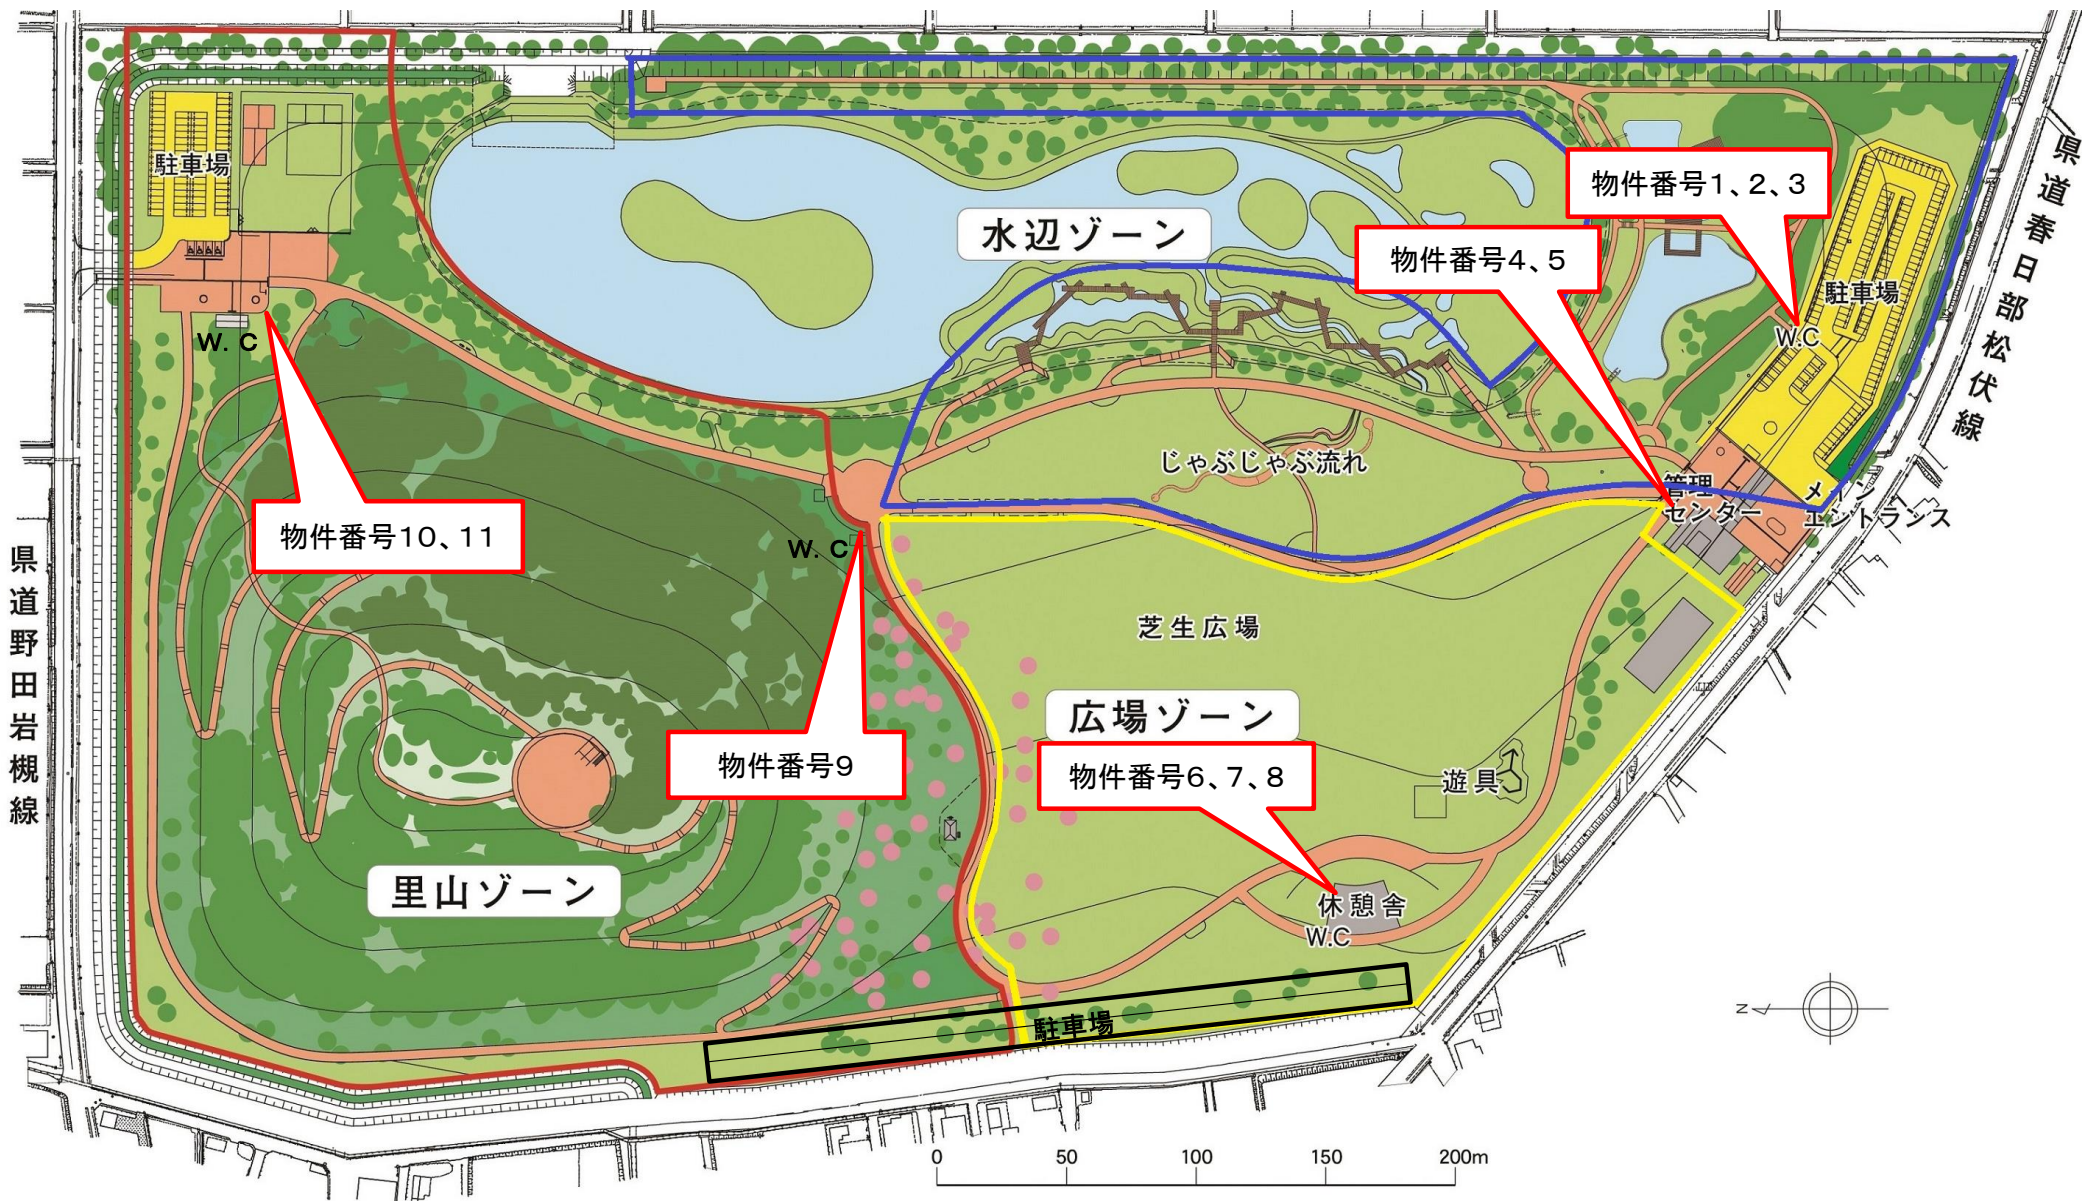 県道春日部松伏線
物件番号1、2、3
駐車場
水辺ゾーン
物件番号4、5
駐車場
W.C
W.C
じゃぶじゃぶ流れ
管理
センター
メイン
エントランス
物件番号10、11
W.C
県道野田岩槻線
芝生広場
広場ゾーン
物件番号9
物件番号6、7、8
遊具
里山ゾーン
休憩舎
W.C
駐車場
N
0 50 100 150 200m